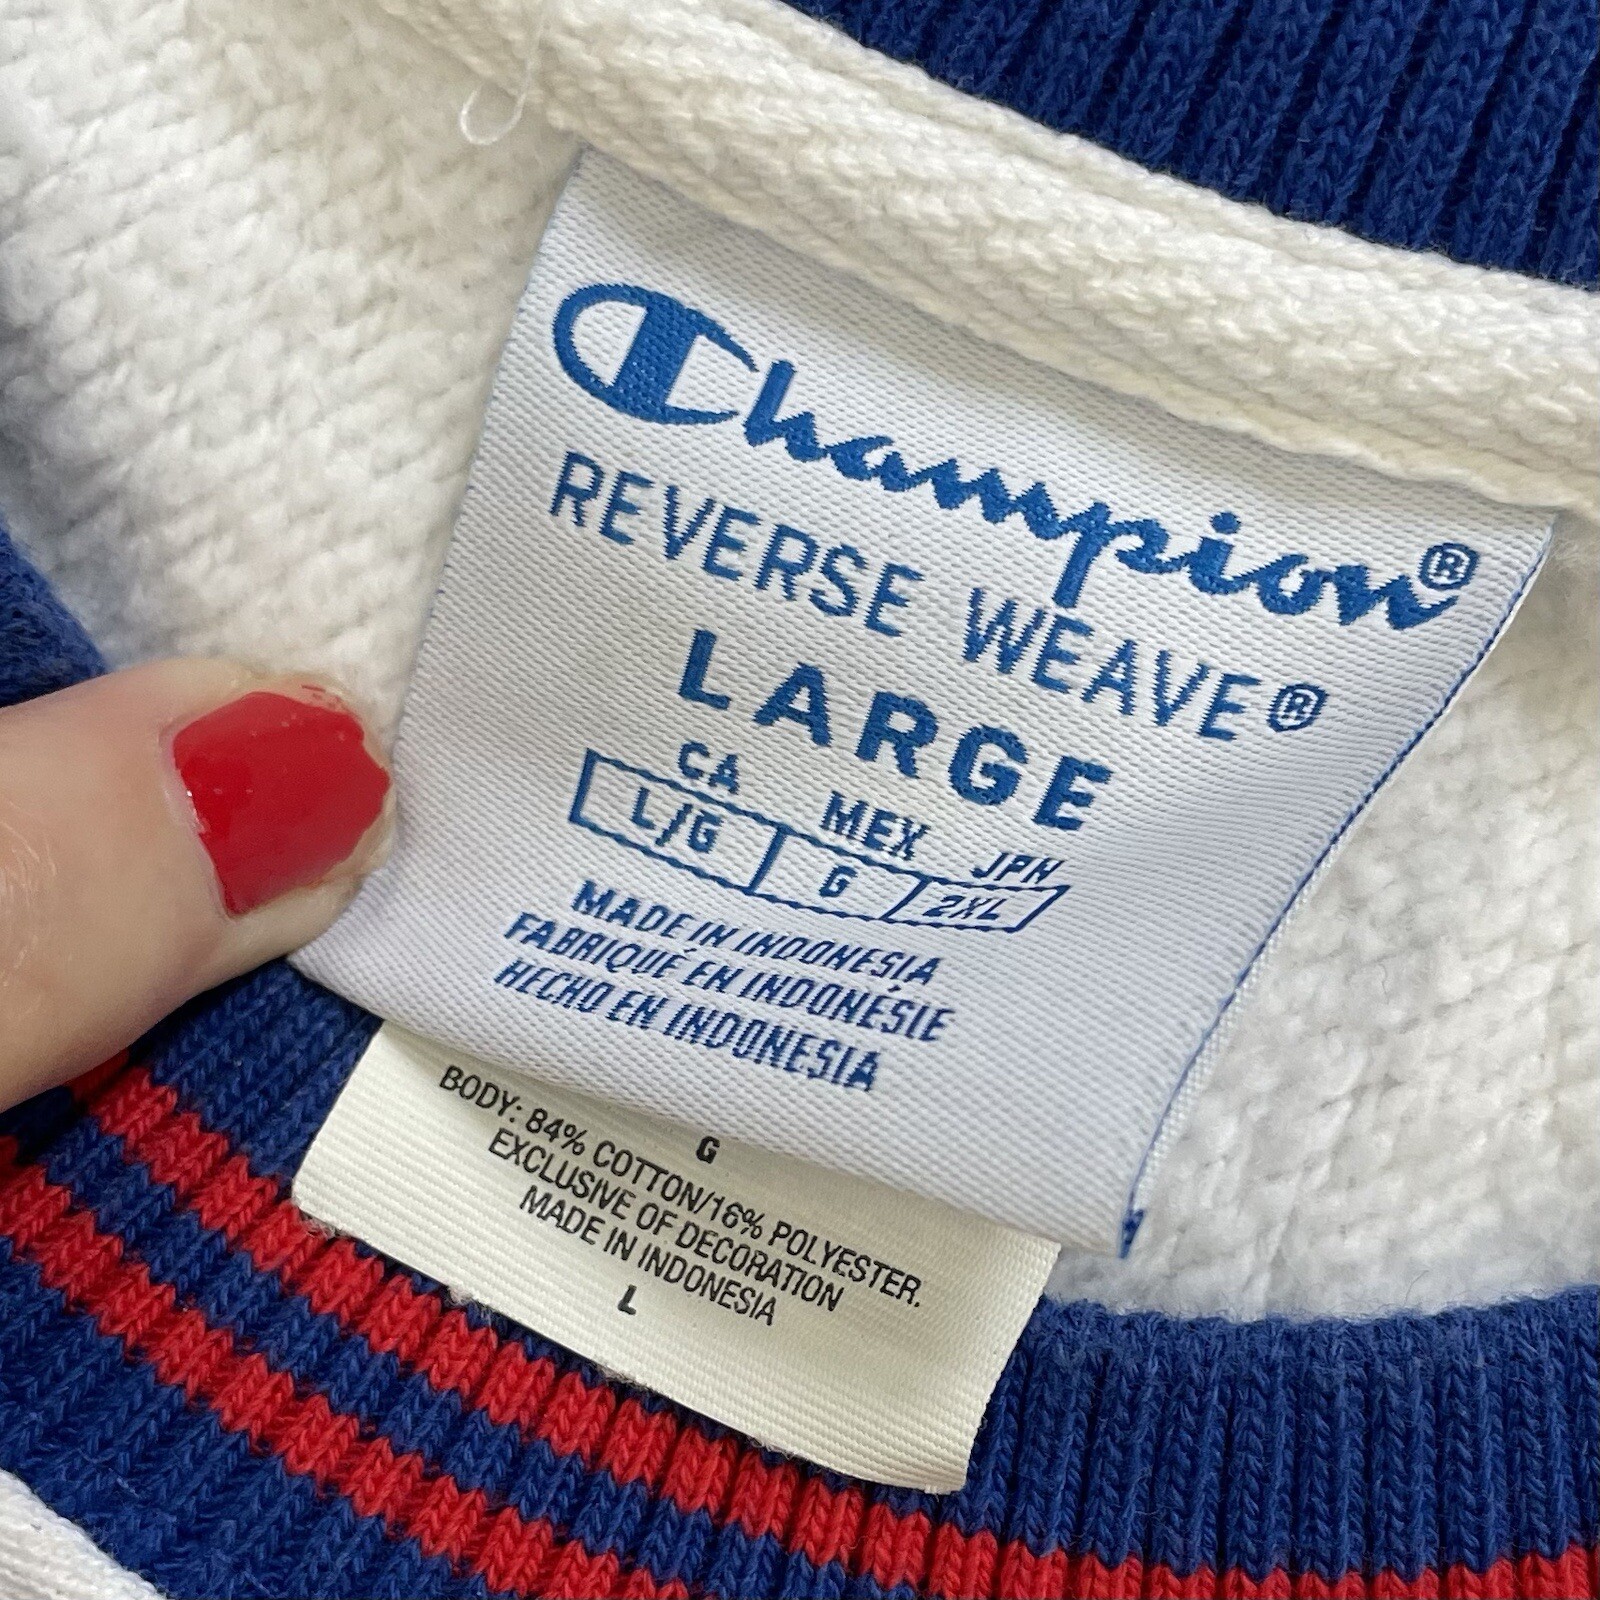 Champion®
REVERSE WEAVE®
LARGE
CA MEX JPN
L/G G 2XL
MADE IN INDONESIA
FABRIQUÉ EN INDONÉSIE
HECHO EN INDONESIA
G
BODY: 84% COTTON/16% POLYESTER.
EXCLUSIVE OF DECORATION
MADE IN INDONESIA
L